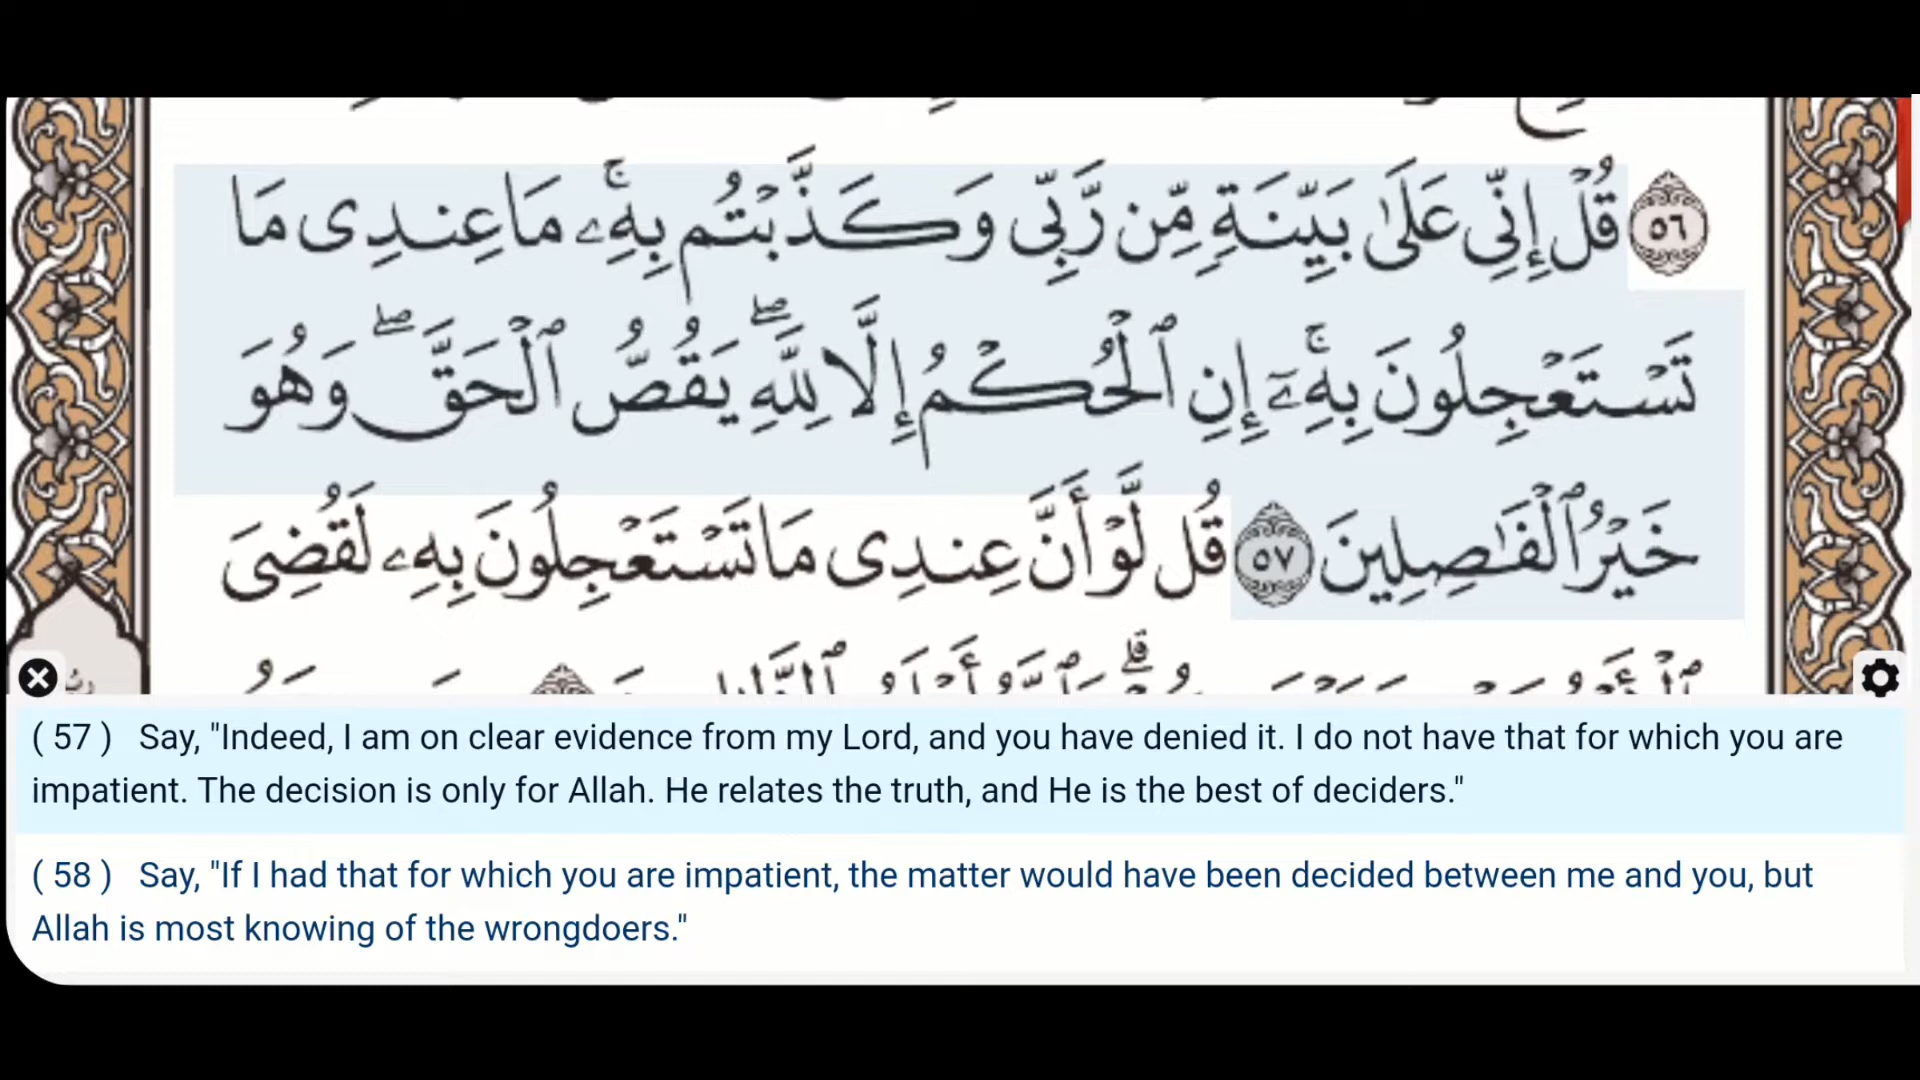 ٥٦ قُلْ إِنِّى عَلَىٰ بَيِّنَةٍ مِّن رَّبِّى وَكَذَّبْتُم بِهِۦ ۚ مَا عِندِى مَا
تَسْتَعْجِلُونَ بِهِۦٓ ۚ إِنِ ٱلْحُكْمُ إِلَّا لِلَّهِ ۖ يَقُصُّ ٱلْحَقَّ ۖ وَهُوَ
خَيْرُ ٱلْفَـٰصِلِينَ ٥٧ قُل لَّوْ أَنَّ عِندِى مَا تَسْتَعْجِلُونَ بِهِۦ لَقُضِىَ
( 57 ) Say, "Indeed, I am on clear evidence from my Lord, and you have denied it. I do not have that for which you are
impatient. The decision is only for Allah. He relates the truth, and He is the best of deciders."
( 58 ) Say, "If I had that for which you are impatient, the matter would have been decided between me and you, but
Allah is most knowing of the wrongdoers."